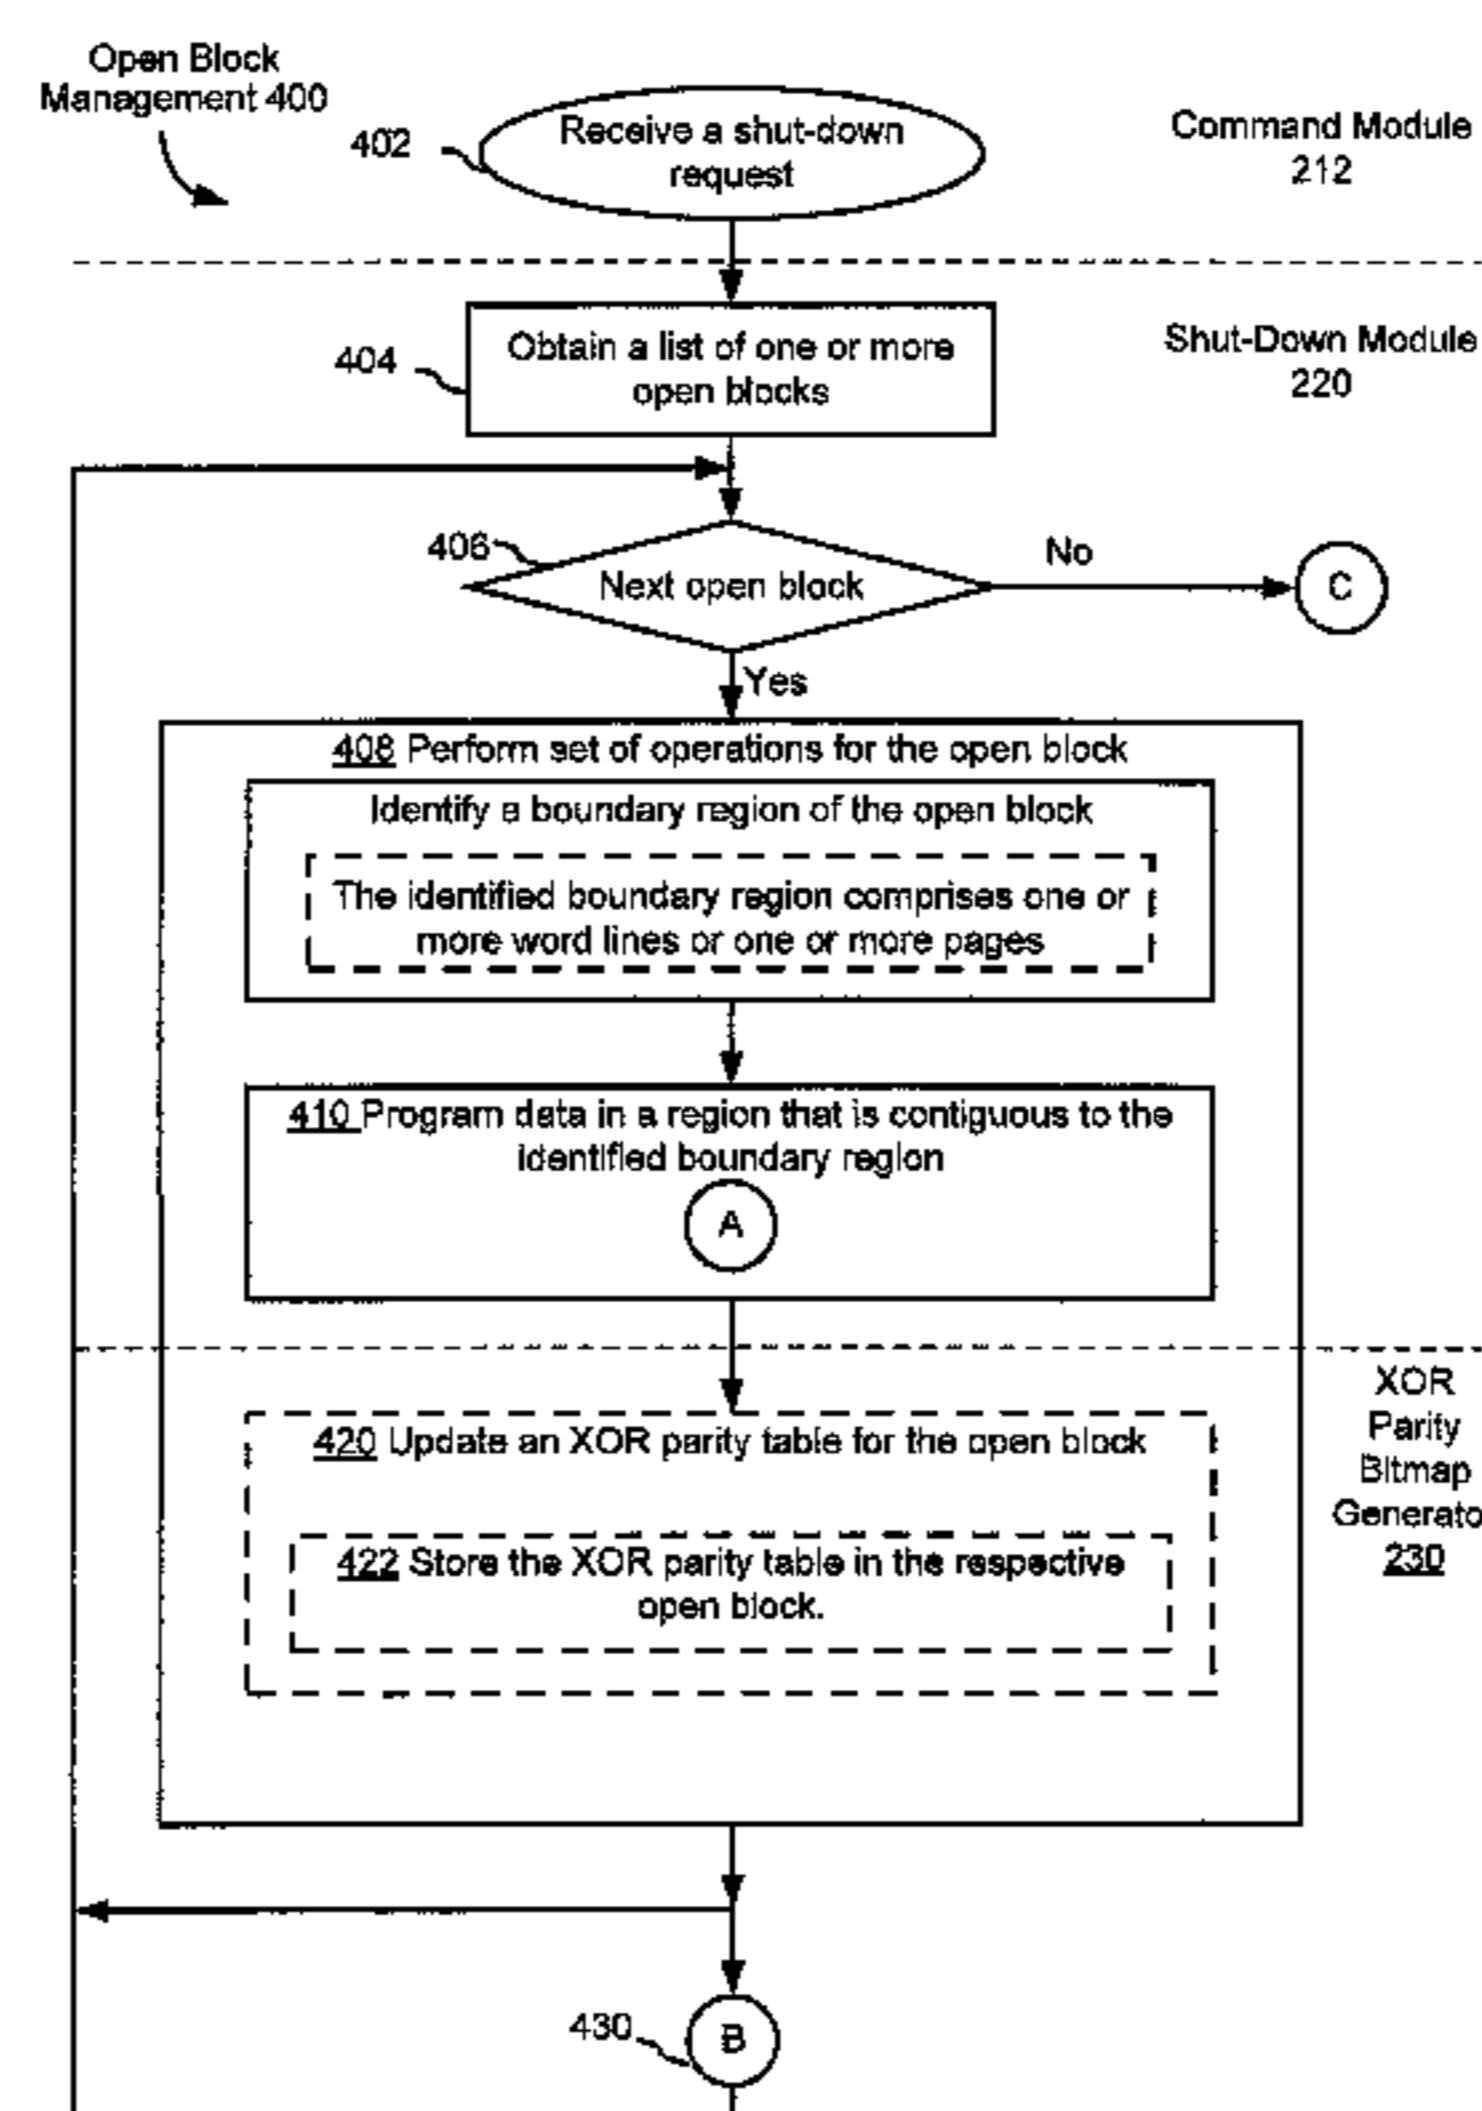 Open Block
Management 400
402
Receive a shut-down
request
Command Module
212
404
Obtain a list of one or more
open blocks
Shut-Down Module
220
406
Next open block
No
C
Yes
408 Perform set of operations for the open block
Identify a boundary region of the open block
The identified boundary region comprises one or
more word lines or one or more pages
410 Program data in a region that is contiguous to the
identified boundary region
A
XOR
Parity
Bitmap
Generato
230
420 Update an XOR parity table for the open block
422 Store the XOR parity table in the respective
open block.
430
B